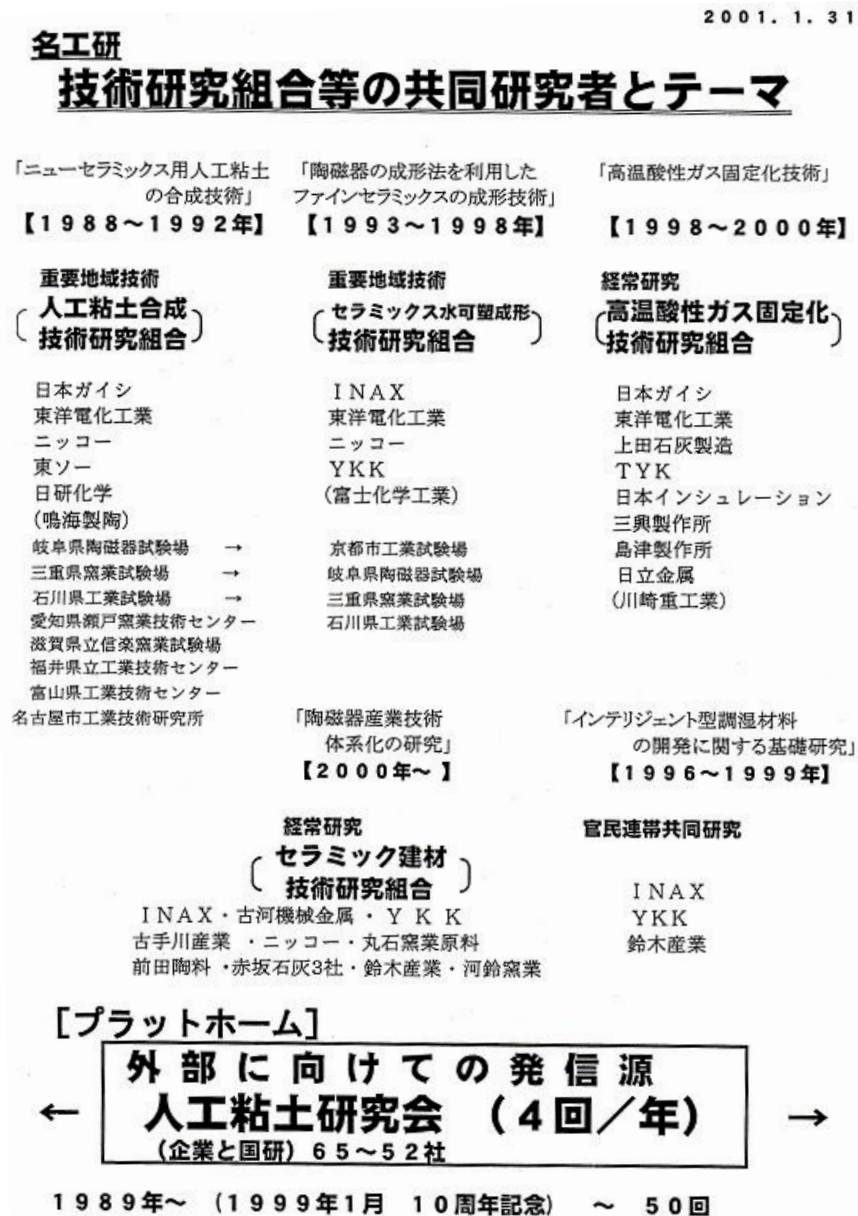 2001. 1. 31
名工研
技術研究組合等の共同研究者とテーマ
「ニューセラミックス用人工粘土
の合成技術」
【1988～1992年】
重要地域技術
人工粘土合成
技術研究組合
日本ガイシ
東洋電化工業
ニッコー
東ソー
日研化学
(鳴海製陶)
岐阜県陶磁器試験場 →
三重県窯業試験場 →
石川県工業試験場 →
愛知県瀬戸窯業技術センター
滋賀県立信楽窯業試験場
福井県立工業技術センター
富山県工業技術センター
名古屋市工業技術研究所
「陶磁器の成形法を利用した
ファインセラミックスの成形技術」
【1993～1998年】
重要地域技術
セラミックス水可塑成形
技術研究組合
INAX
東洋電化工業
ニッコー
YKK
(富士化学工業)
京都市工業試験場
岐阜県陶磁器試験場
三重県窯業試験場
石川県工業試験場
「高温酸性ガス固定化技術」
【1998～2000年】
経常研究
高温酸性ガス固定化
技術研究組合
日本ガイシ
東洋電化工業
上田石灰製造
TYK
日本インシュレーション
三興製作所
島津製作所
日立金属
(川崎重工業)
「陶磁器産業技術
体系化の研究」
【2000年～ 】
経常研究
セラミック建材
技術研究組合
INAX・古河機械金属・YKK
古手川産業 ・ニッコー・丸石窯業原料
前田陶料・赤坂石灰3社・鈴木産業・河鈴窯業
「インテリジェント型調湿材料
の開発に関する基礎研究」
【1996～1999年】
官民連帯共同研究
INAX
YKK
鈴木産業
[プラットホーム]
外部に向けての発信源
← 人工粘土研究会 (4回／年) →
(企業と国研) 65～52社
1989年～ (1999年1月 10周年記念) ～ 50回